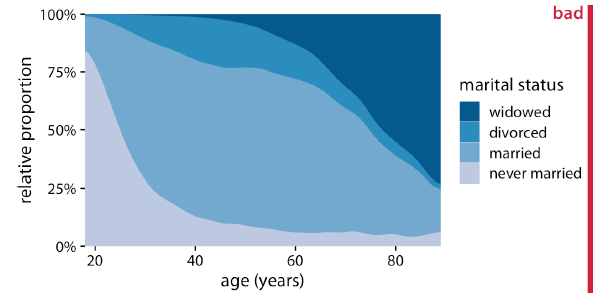 bad
100%
75%
50%
25%
0%
relative proportion
20 40 60 80
age (years)
marital status
widowed
divorced
married
never married